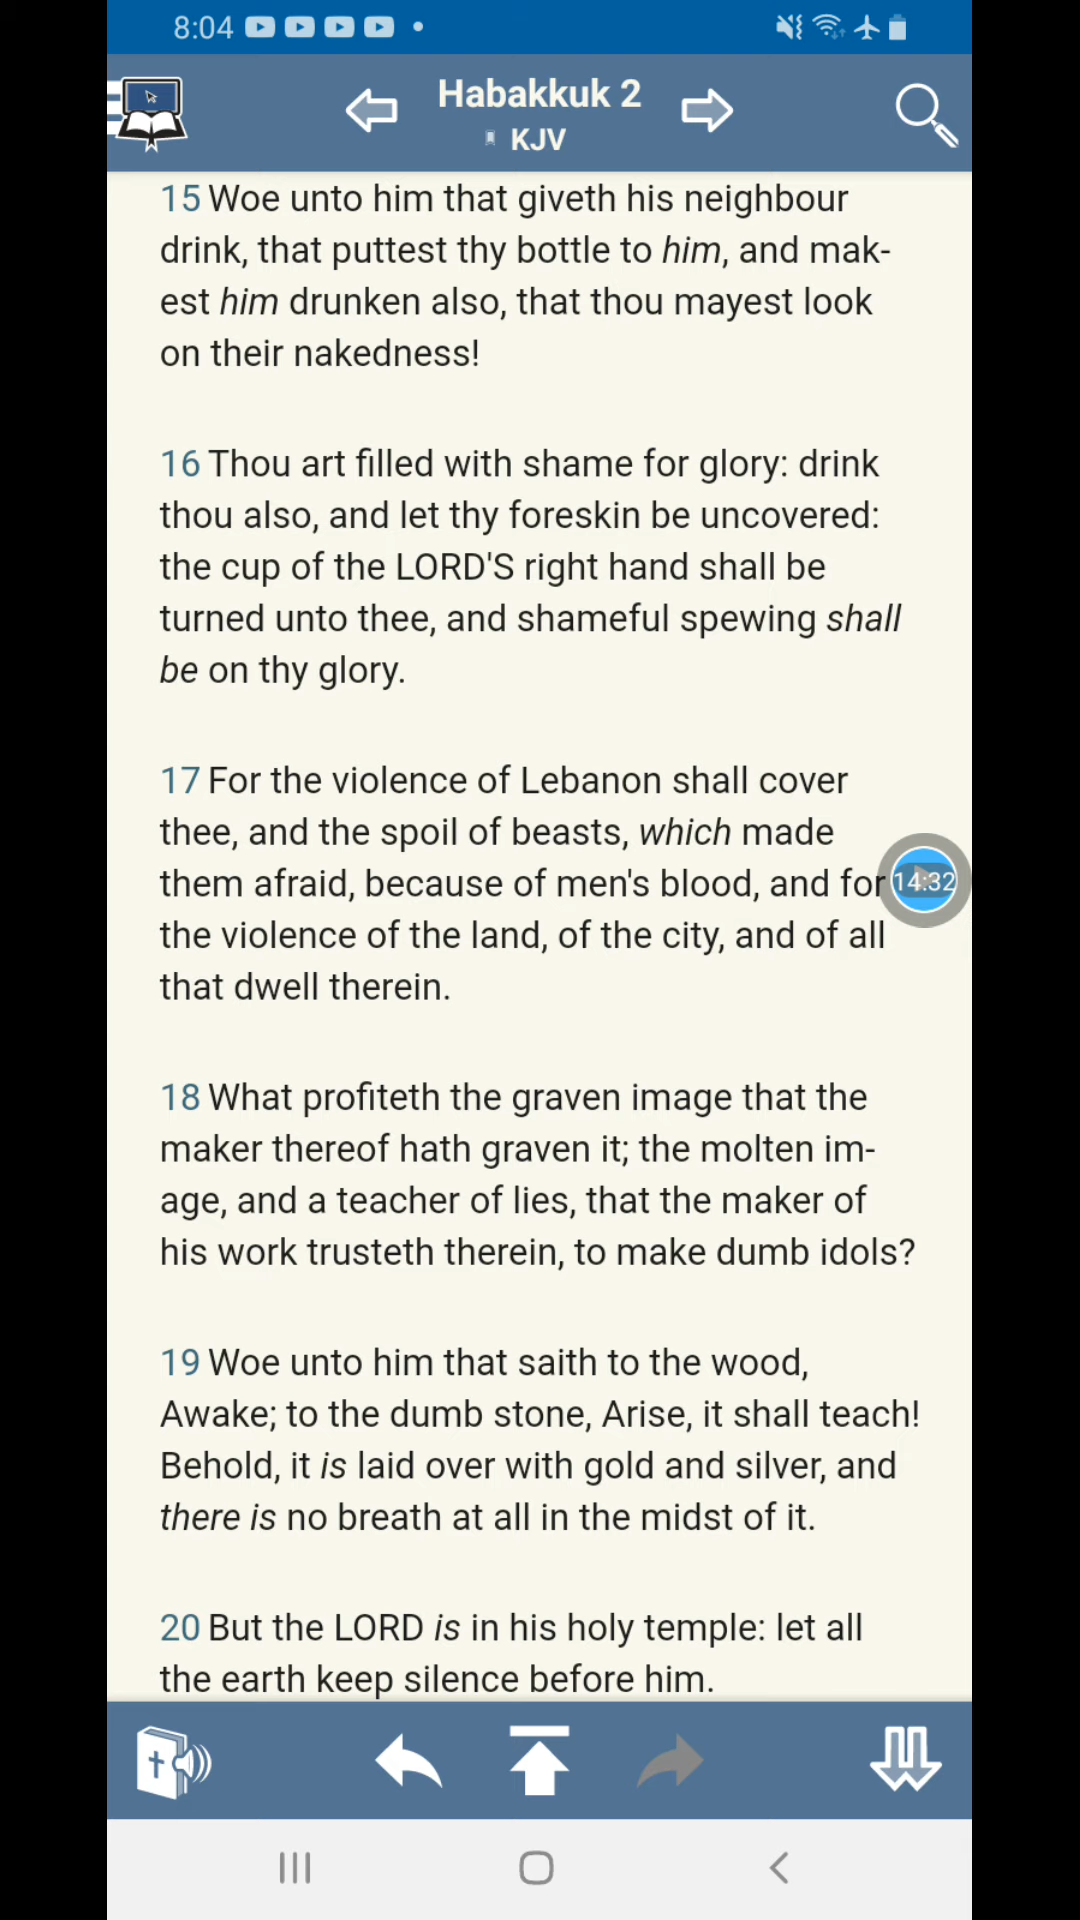 8:04
Habakkuk 2
KJV
15 Woe unto him that giveth his neighbour
drink, that puttest thy bottle to him, and mak-
est him drunken also, that thou mayest look
on their nakedness!
16 Thou art filled with shame for glory: drink
thou also, and let thy foreskin be uncovered:
the cup of the LORD'S right hand shall be
turned unto thee, and shameful spewing shall
be on thy glory.
17 For the violence of Lebanon shall cover
thee, and the spoil of beasts, which made
them afraid, because of men's blood, and for
14:32
the violence of the land, of the city, and of all
that dwell therein.
18 What profiteth the graven image that the
maker thereof hath graven it; the molten im-
age, and a teacher of lies, that the maker of
his work trusteth therein, to make dumb idols?
19 Woe unto him that saith to the wood,
Awake; to the dumb stone, Arise, it shall teach!
Behold, it is laid over with gold and silver, and
there is no breath at all in the midst of it.
20 But the LORD is in his holy temple: let all
the earth keep silence before him.